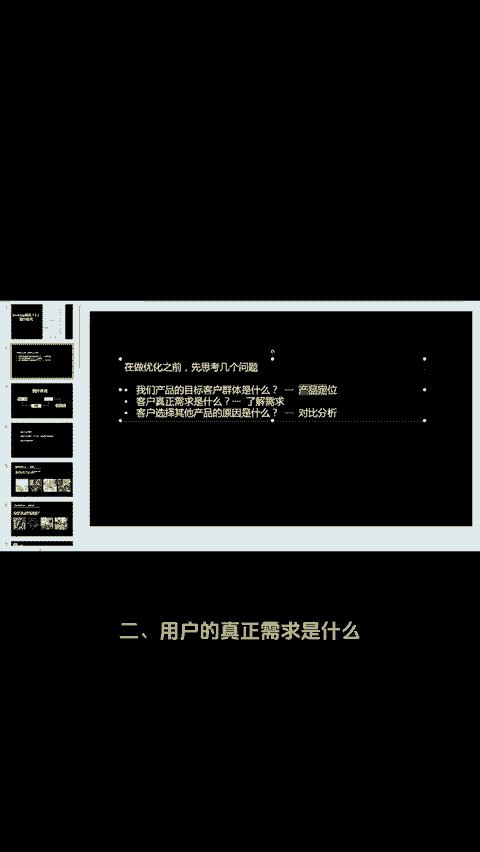 在做优化之前，先思考几个问题
• 我们产品的目标客户群体是什么？ — 产品定位
• 客户真正需求是什么？— 了解需求
• 客户选择其他产品的原因是什么？ — 对比分析
二、用户的真正需求是什么